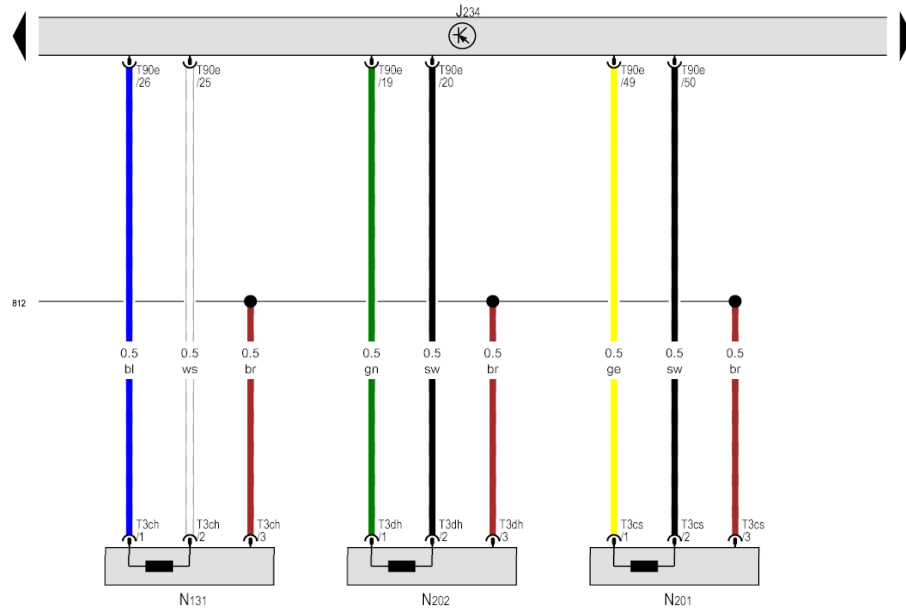 J234
T90e T90e T90e T90e T90e T90e
/26 /25 /19 /20 /49 /50
812
0.5 0.5 0.5 0.5 0.5 0.5 0.5 0.5 0.5
bl ws br gn sw br ge sw br
T3ch T3ch T3ch T3dh T3dh T3dh T3cs T3cs T3cs
/1 /2 /3 /1 /2 /3 /1 /2 /3
N131 N202 N201